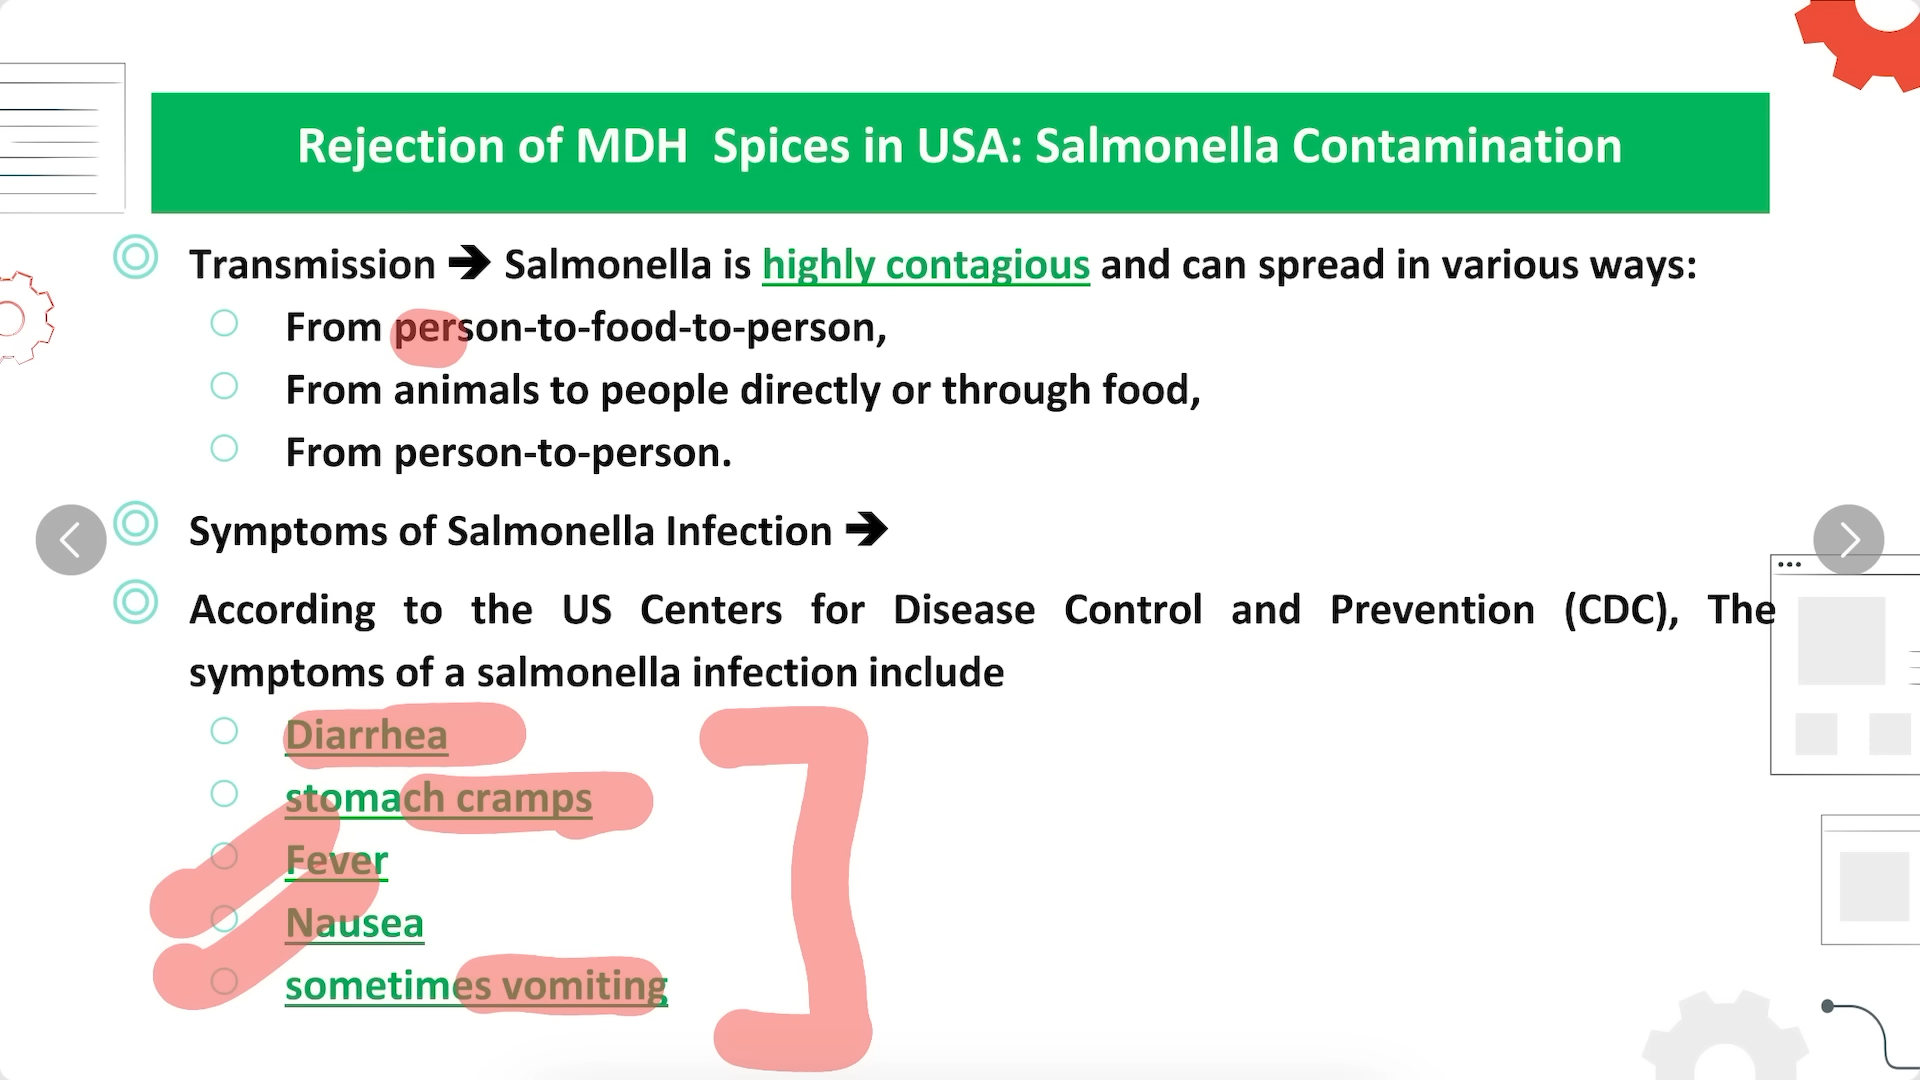 Rejection of MDH Spices in USA: Salmonella Contamination
Transmission 🡲 Salmonella is highly contagious and can spread in various ways:
From person-to-food-to-person,
From animals to people directly or through food,
From person-to-person.
Symptoms of Salmonella Infection 🡲
According to the US Centers for Disease Control and Prevention (CDC), The
symptoms of a salmonella infection include
Diarrhea
stomach cramps
Fever
Nausea
sometimes vomiting